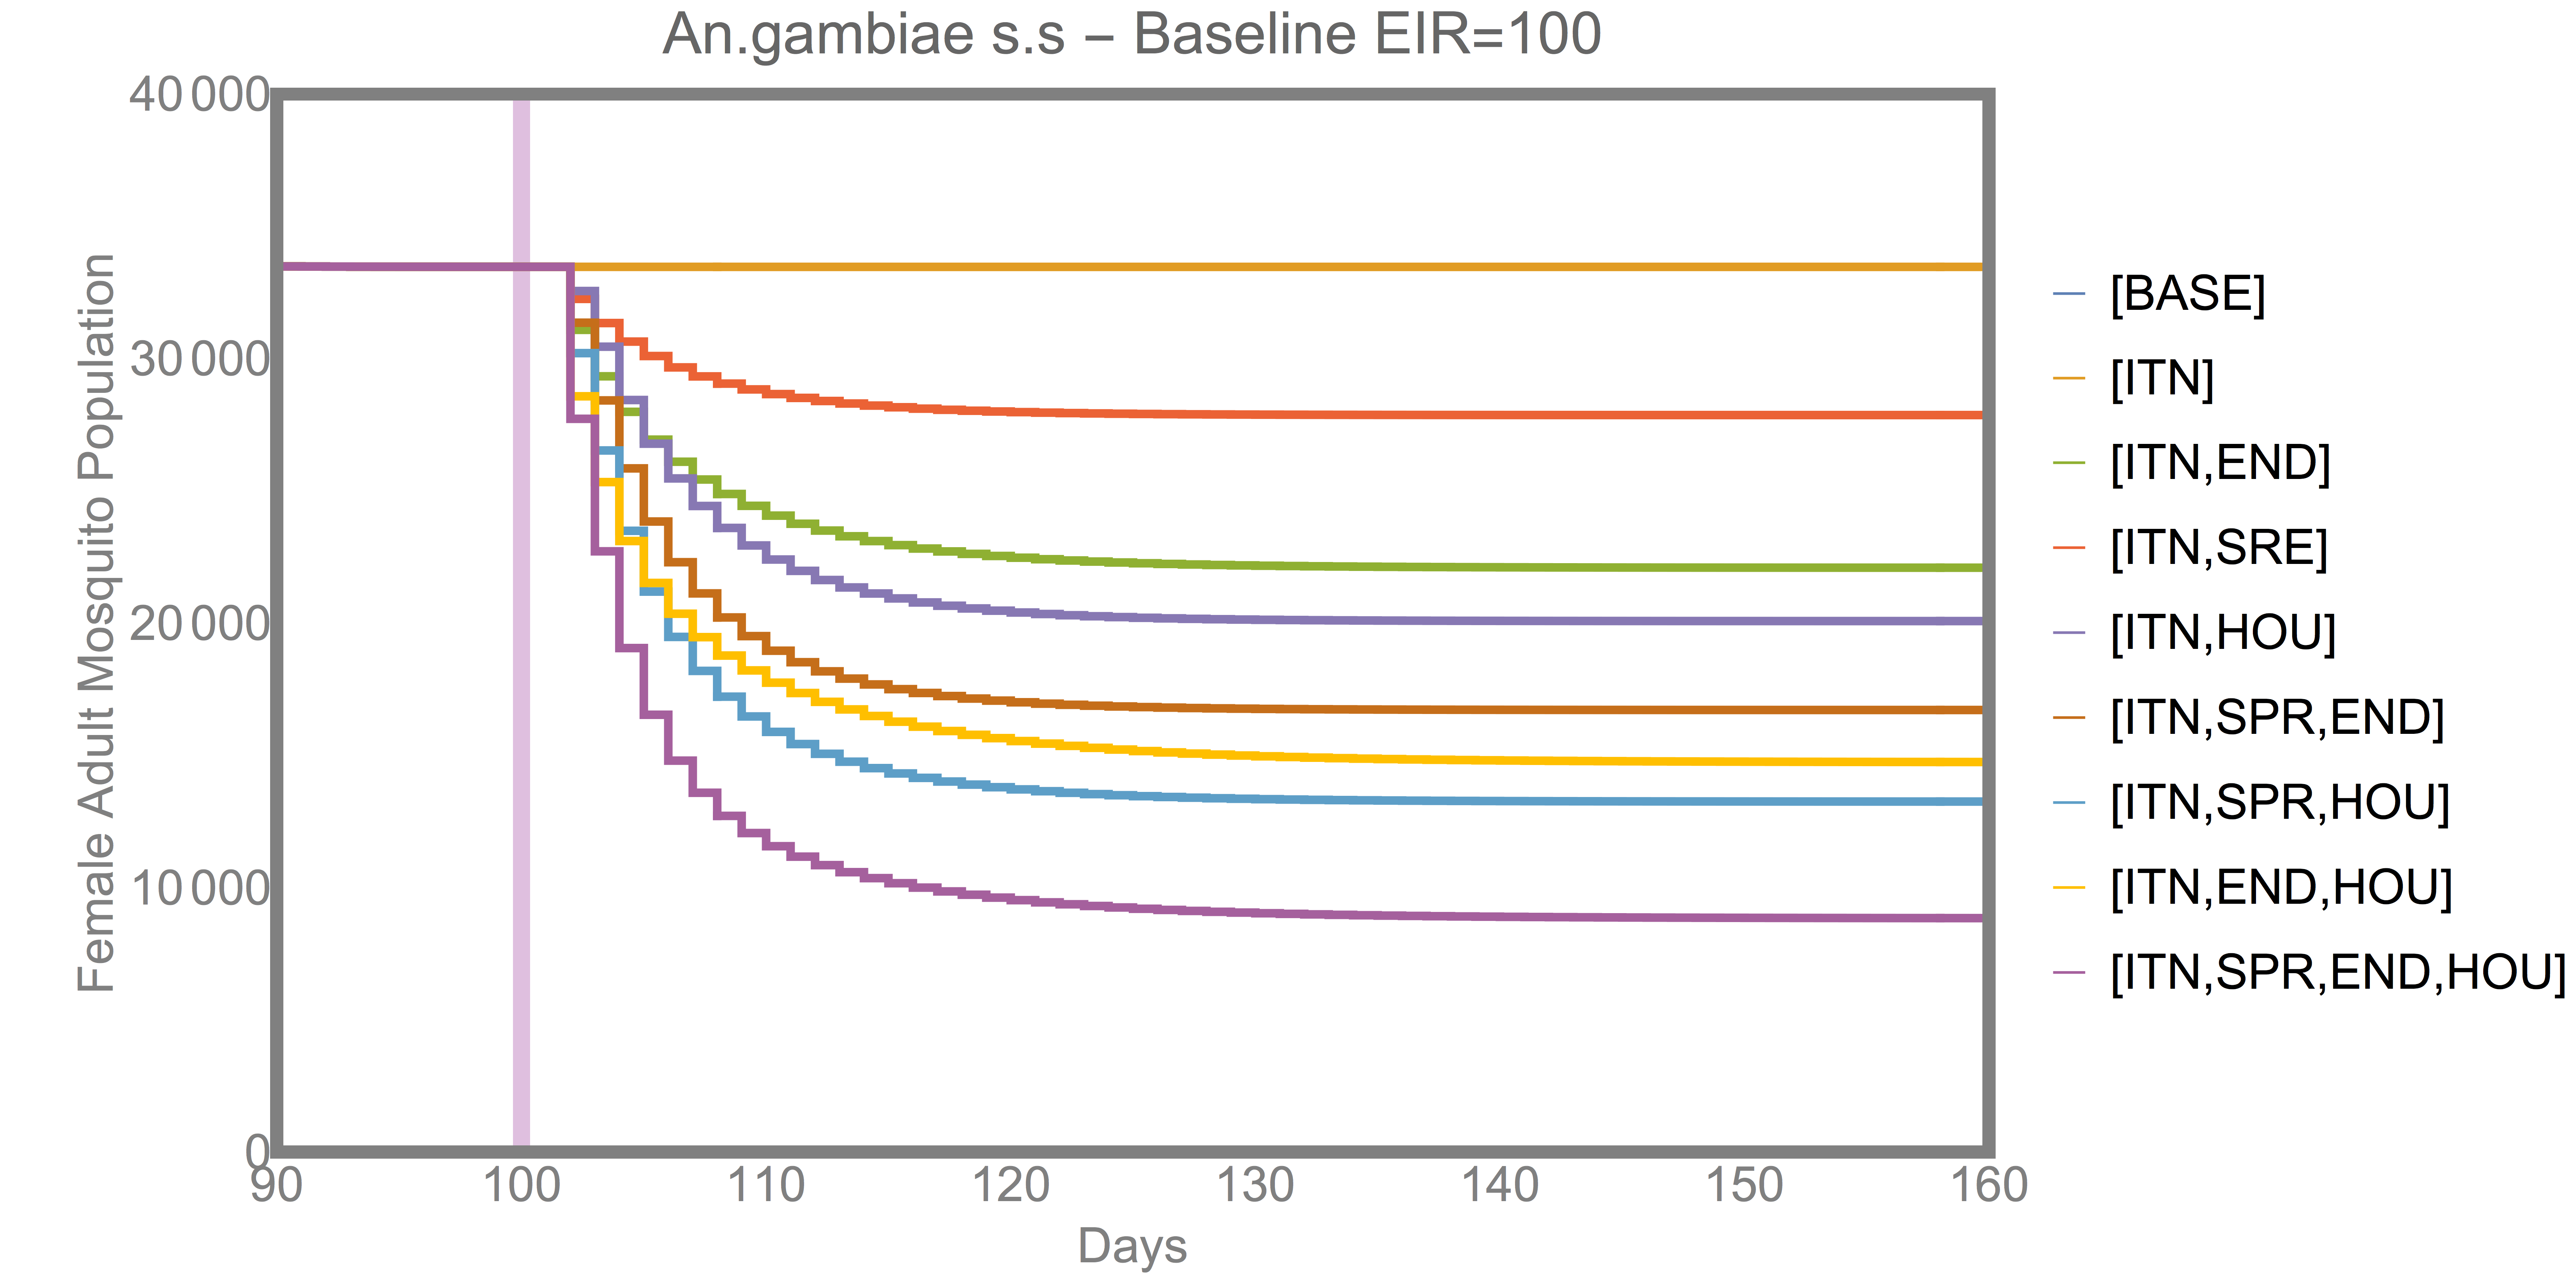 An.gambiae s.s – Baseline EIR=100
Female Adult Mosquito Population
40 000
30 000
20 000
10 000
0
90 100 110 120 130 140 150 160
Days
[BASE]
[ITN]
[ITN,END]
[ITN,SRE]
[ITN,HOU]
[ITN,SPR,END]
[ITN,SPR,HOU]
[ITN,END,HOU]
[ITN,SPR,END,HOU]